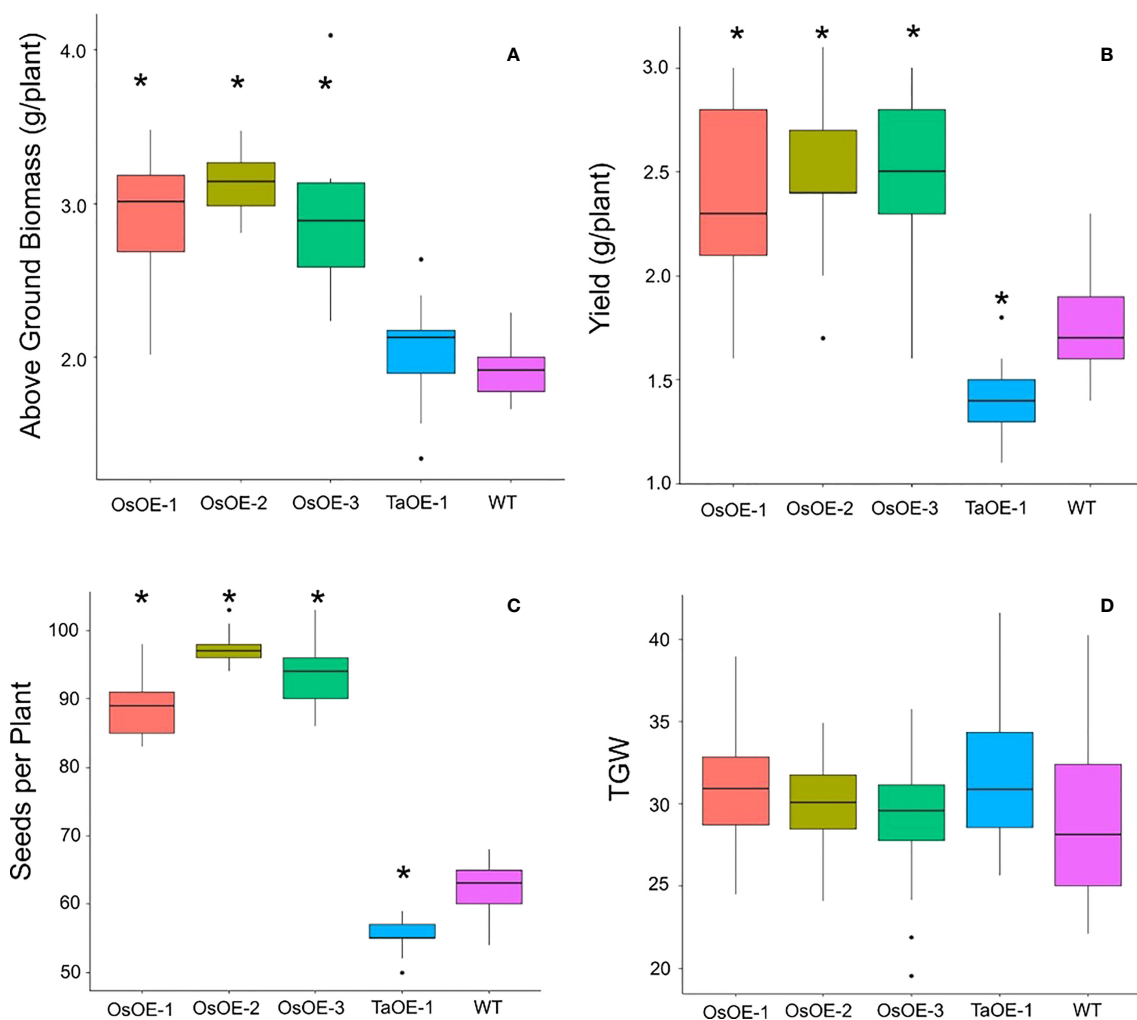 A
Above Ground Biomass (g/plant)
4.0
3.0
2.0
* * *
OsOE-1 OsOE-2 OsOE-3 TaOE-1 WT
B
Yield (g/plant)
3.0
2.5
2.0
1.5
1.0
* * * *
OsOE-1 OsOE-2 OsOE-3 TaOE-1 WT
C
Seeds per Plant
100
90
80
70
60
50
* * * *
OsOE-1 OsOE-2 OsOE-3 TaOE-1 WT
D
TGW
40
35
30
25
20
OsOE-1 OsOE-2 OsOE-3 TaOE-1 WT